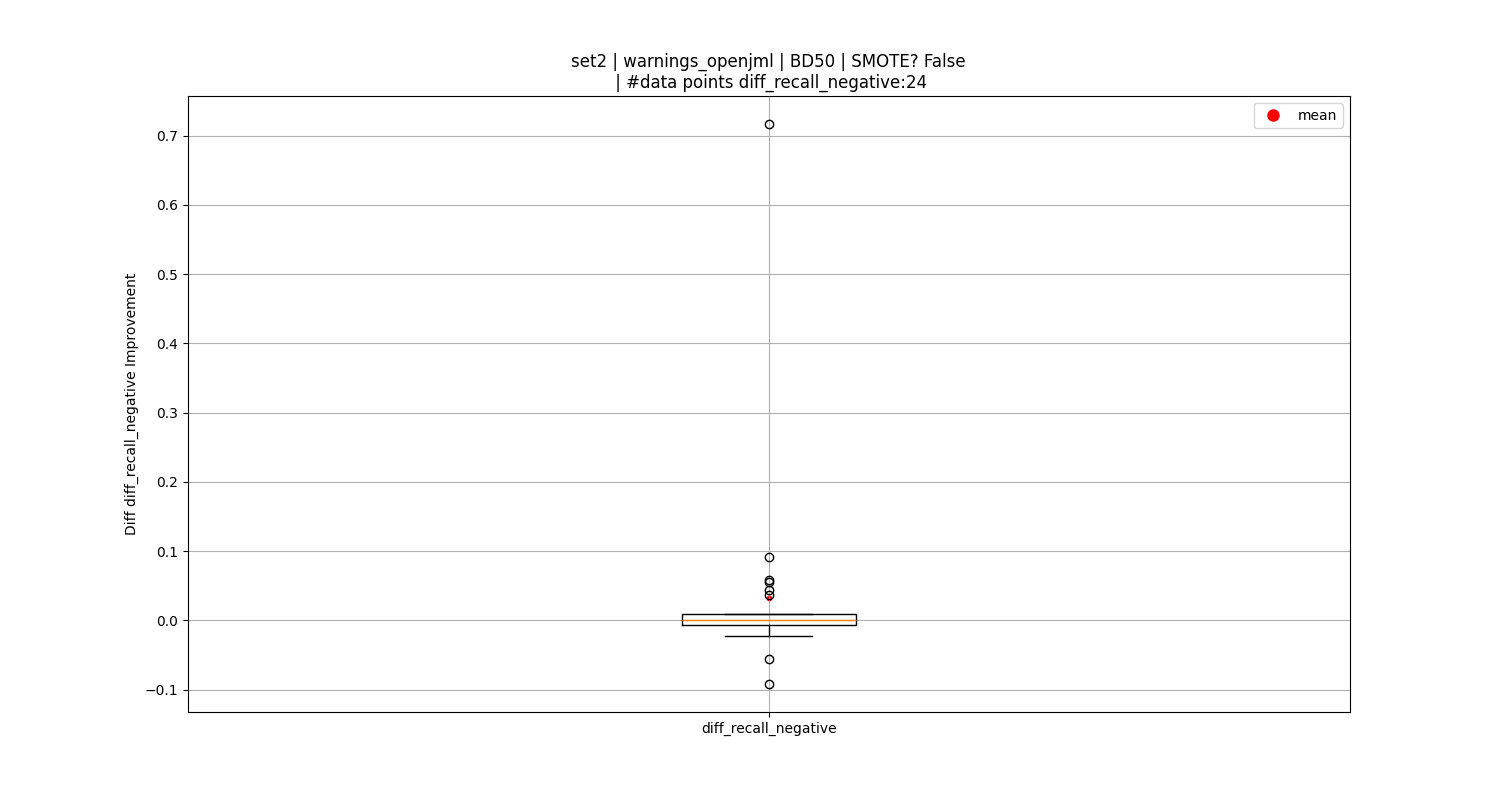 set2 | warnings_openjml | BD50 | SMOTE? False
| #data points diff_recall_negative:24
mean
0.7
0.6
0.5
0.4
0.3
0.2
0.1
0.0
−0.1
Diff diff_recall_negative Improvement
diff_recall_negative